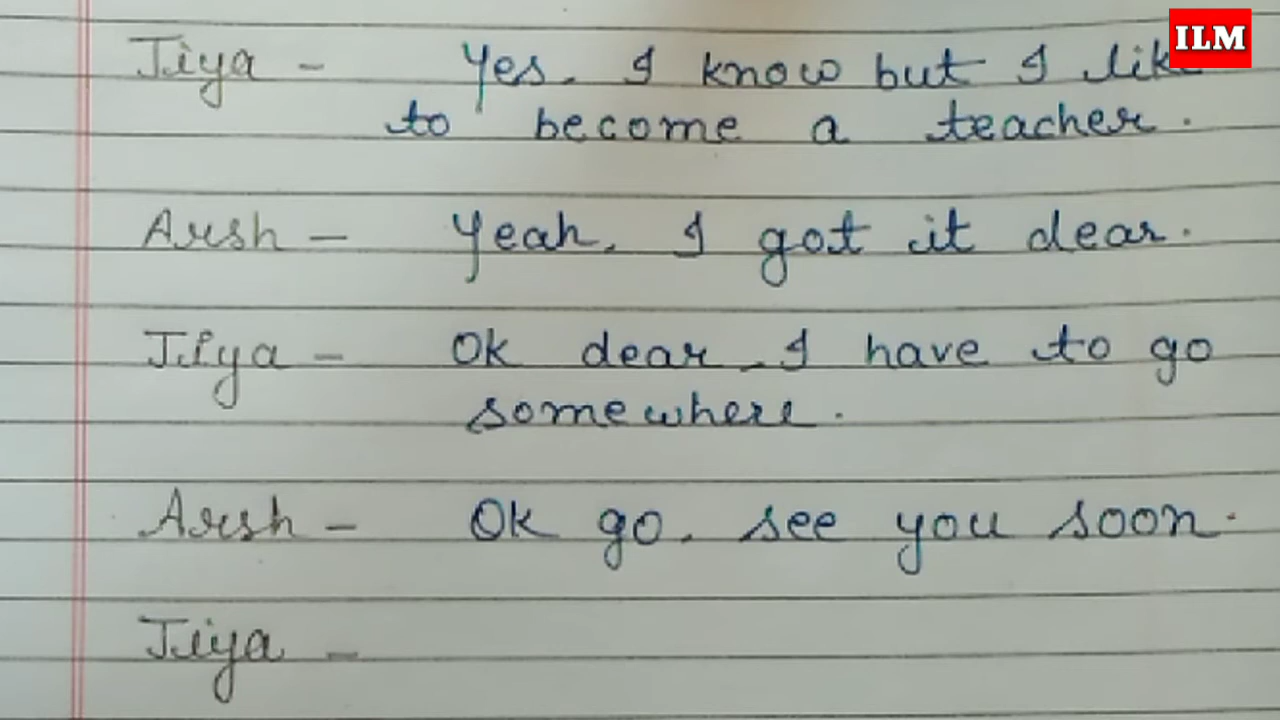 ILM
Jiya - Yes. I know but I like
to become a teacher.
Arsh - Yeah. I got it dear.
Jiya - Ok dear. I have to go
somewhere.
Arsh - Ok go. see you soon.
Jiya -